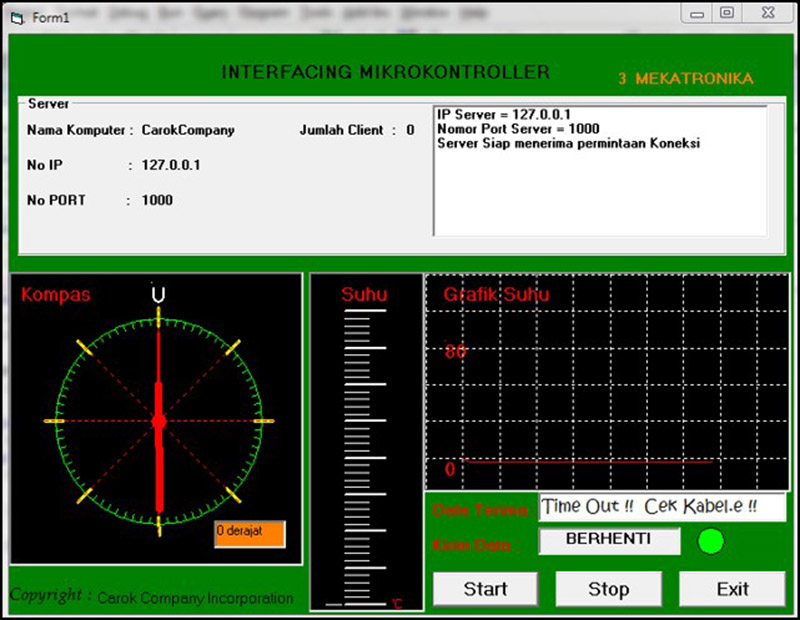 Form1
INTERFACING MIKROKONTROLLER
3 MEKATRONIKA
Server
Nama Komputer : CarokCompany
Jumlah Client : 0
No IP : 127.0.0.1
No PORT : 1000
IP Server = 127.0.0.1
Nomor Port Server = 1000
Server Siap menerima permintaan Koneksi
Kompas
U
0 derajat
Suhu
°C
Grafik Suhu
80
0
Data Terima
Time Out !! Cek Kabel.e !!
Kirim Data :
BERHENTI
Start
Stop
Exit
Copyright : Carok Company Incorporation